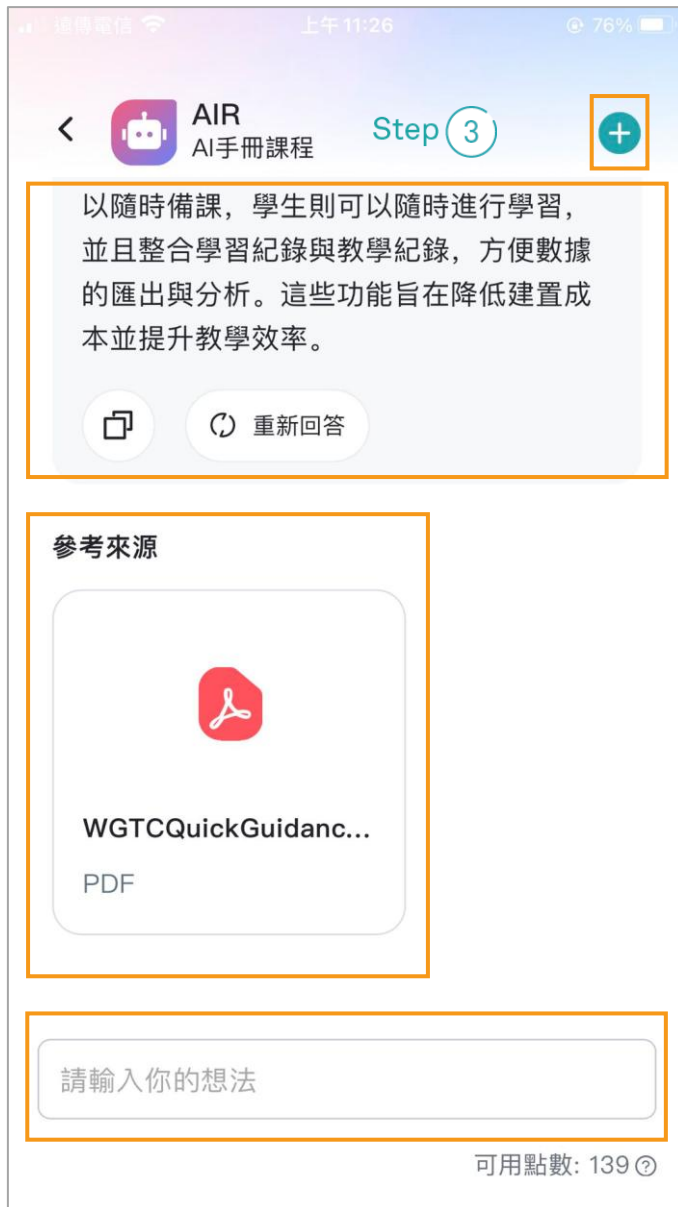 遠傳電信 上午11:26 76%
AIR
AI手冊課程
Step 3
以隨時備課，學生則可以隨時進行學習，
並且整合學習紀錄與教學紀錄，方便數據
的匯出與分析。這些功能旨在降低建置成
本並提升教學效率。
重新回答
參考來源
WGTCQuickGuidanc...
PDF
請輸入你的想法
可用點數: 139